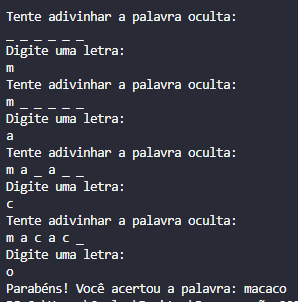 Tente adivinhar a palavra oculta:
_ _ _ _ _ _
Digite uma letra:
m
Tente adivinhar a palavra oculta:
m _ _ _ _ _
Digite uma letra:
a
Tente adivinhar a palavra oculta:
m a _ a _ _
Digite uma letra:
c
Tente adivinhar a palavra oculta:
m a c a c _
Digite uma letra:
o
Parabéns! Você acertou a palavra: macaco